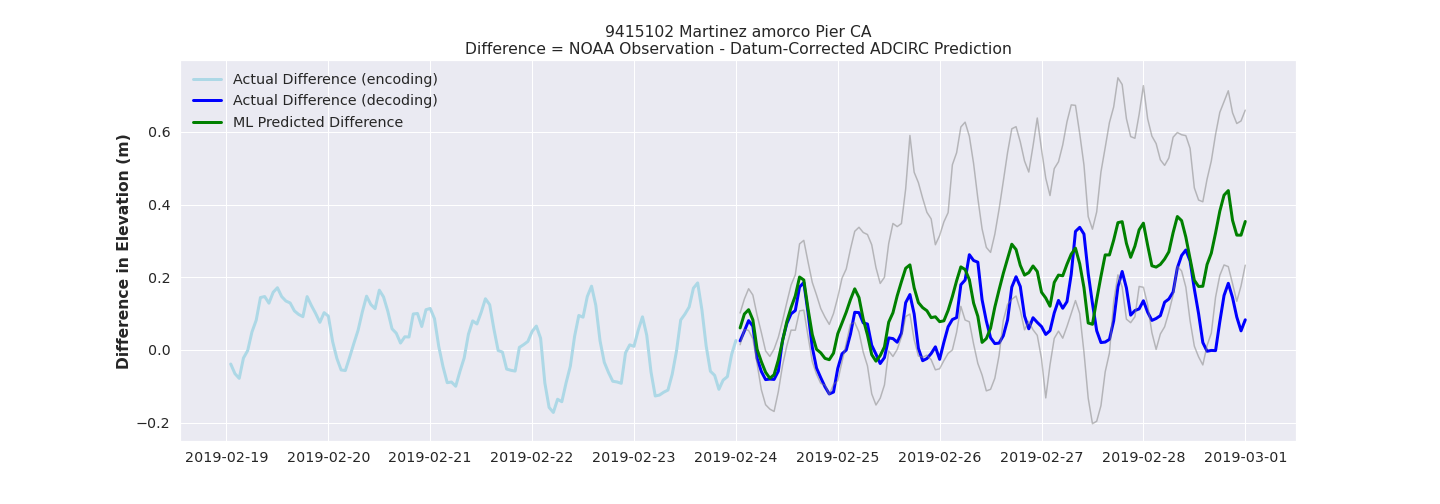 9415102 Martinez amorco Pier CA
Difference = NOAA Observation - Datum-Corrected ADCIRC Prediction
Actual Difference (encoding)
Actual Difference (decoding)
ML Predicted Difference
Difference in Elevation (m)
0.6
0.4
0.2
0.0
−0.2
2019-02-19 2019-02-20 2019-02-21 2019-02-22 2019-02-23 2019-02-24 2019-02-25 2019-02-26 2019-02-27 2019-02-28 2019-03-01